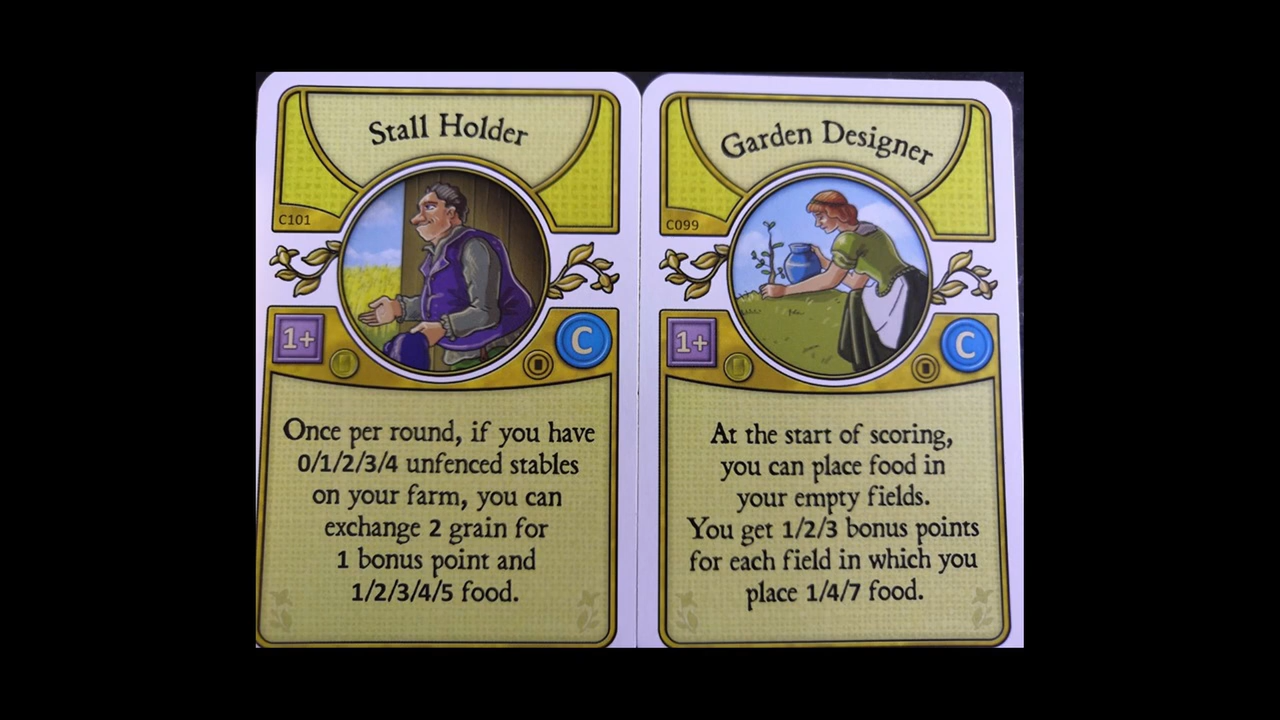 Stall Holder
C101
1+
C
Once per round, if you have
0/1/2/3/4 unfenced stables
on your farm, you can
exchange 2 grain for
1 bonus point and
1/2/3/4/5 food.
Garden Designer
C099
1+
C
At the start of scoring,
you can place food in
your empty fields.
You get 1/2/3 bonus points
for each field in which you
place 1/4/7 food.